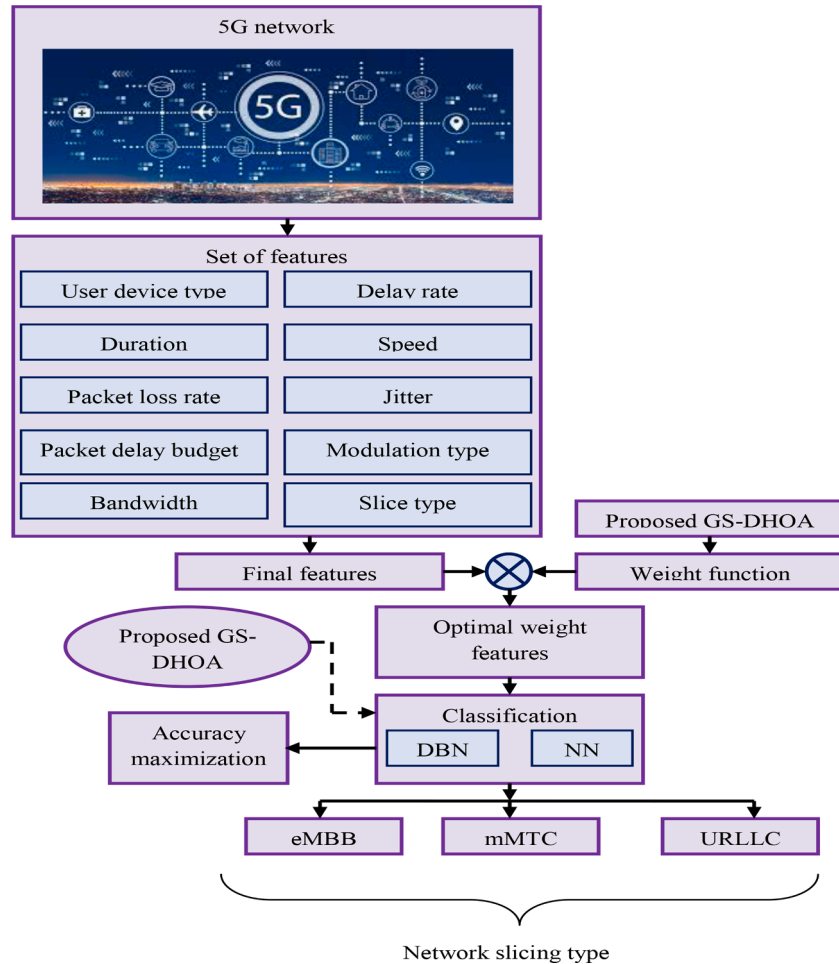 5G network
5G
Set of features
User device type
Delay rate
Duration
Speed
Packet loss rate
Jitter
Packet delay budget
Modulation type
Bandwidth
Slice type
Proposed GS-DHOA
Final features
Weight function
Proposed GS-
DHOA
Optimal weight
features
Classification
DBN
NN
Accuracy
maximization
eMBB
mMTC
URLLC
Network slicing type